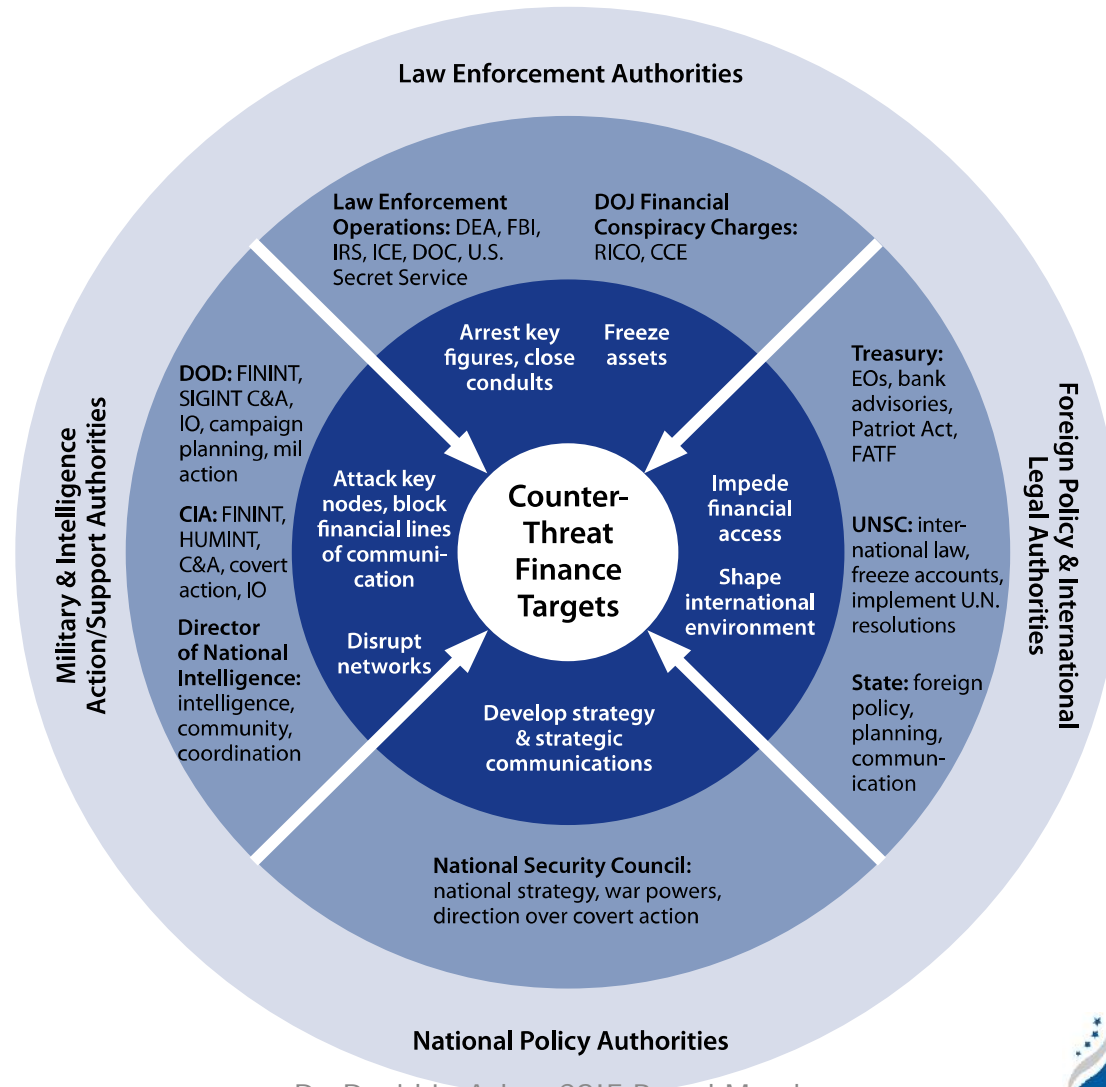 Law Enforcement Authorities
Law Enforcement
Operations: DEA, FBI,
IRS, ICE, DOC, U.S.
Secret Service
DOJ Financial
Conspiracy Charges:
RICO, CCE
Arrest key
figures, close
condults
Freeze
assets
Military & Intelligence
Action/Support Authorities
DOD: FININT,
SIGINT C&A,
IO, campaign
planning, mil
action
CIA: FININT,
HUMINT,
C&A, covert
action, IO
Director
of National
Intelligence:
intelligence,
community,
coordination
Attack key
nodes, block
financial lines
of communi-
cation
Disrupt
networks
Counter-
Threat
Finance
Targets
Impede
financial
access
Shape
international
environment
Treasury:
EOs, bank
advisories,
Patriot Act,
FATF
UNSC: inter-
national law,
freeze accounts,
implement U.N.
resolutions
State: foreign
policy,
planning,
commun-
ication
Foreign Policy & International
Legal Authorities
Develop strategy
& strategic
communications
National Security Council:
national strategy, war powers,
direction over covert action
National Policy Authorities